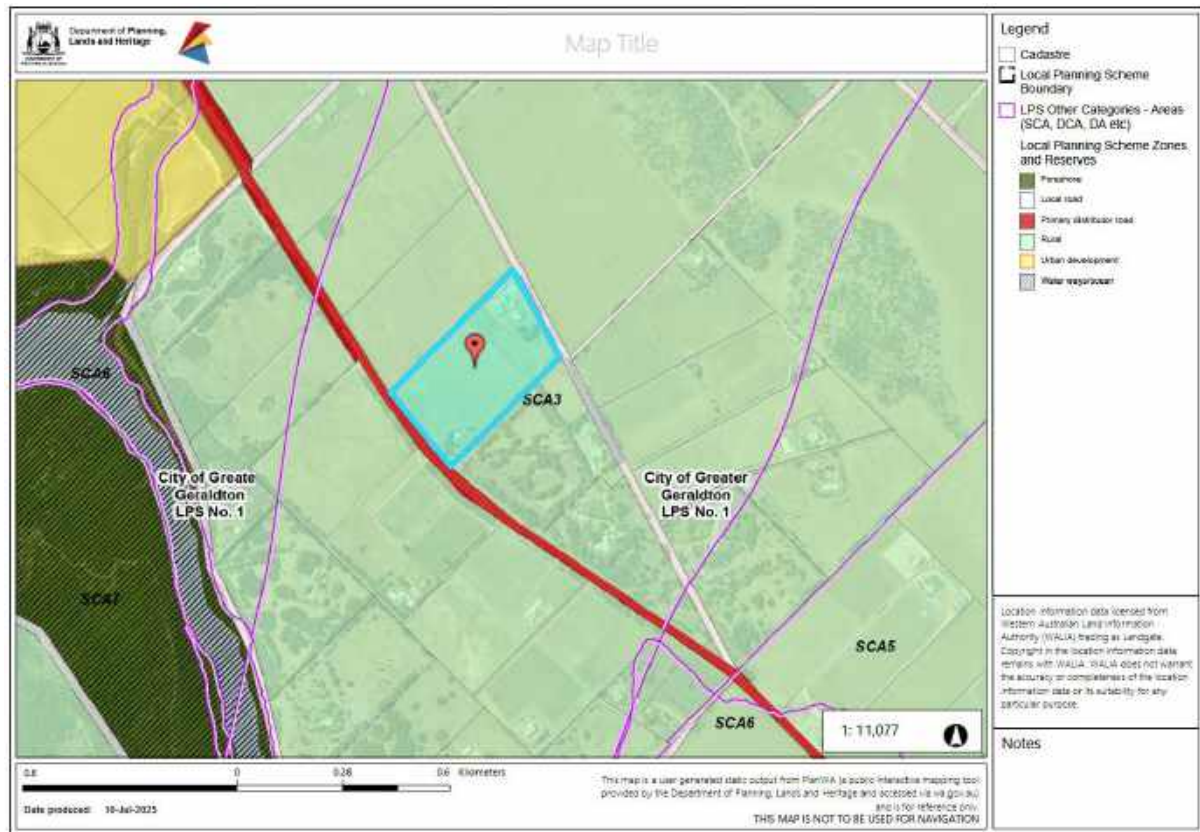 Department of Planning,
Lands and Heritage
Map Title
SCA6
SCA3
City of Greate
Geraldton
LPS No. 1
City of Greater
Geraldton
LPS No. 1
SCA7
SCA5
SCA6
1: 11,077
0.6
0
0.28
0.6
Kilometers
Date produced: 10-Jul-2025
This map is a user generated static output from PlanWA (a public interactive mapping tool
provided by the Department of Planning, Lands and Heritage and accessed via wa.gov.au)
and is for reference only.
THIS MAP IS NOT TO BE USED FOR NAVIGATION
Legend
Cadastre
Local Planning Scheme
Boundary
LPS Other Categories - Areas
(SCA, DCA, DA etc)
Local Planning Scheme Zones
and Reserves
Foreshore
Local road
Primary distributor road
Rural
Urban development
Location information data licensed from
Western Australian Land Information
Authority (WALIA) trading as Landgate.
Copyright in the location information data
remains with WALIA. WALIA does not warrant
the accuracy or completeness of the location
information data or its suitability for any
particular purpose.
Notes